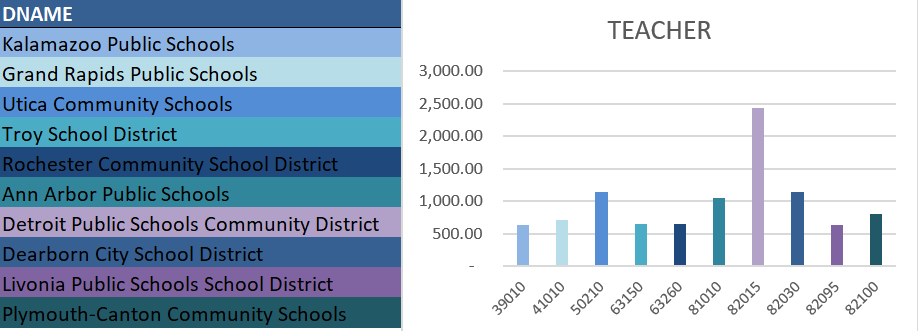 DNAME
Kalamazoo Public Schools
Grand Rapids Public Schools
Utica Community Schools
Troy School District
Rochester Community School District
Ann Arbor Public Schools
Detroit Public Schools Community District
Dearborn City School District
Livonia Public Schools School District
Plymouth-Canton Community Schools
TEACHER
3,000.00
2,500.00
2,000.00
1,500.00
1,000.00
500.00
-
39010
41010
50210
63150
63260
81010
82015
82030
82095
82100